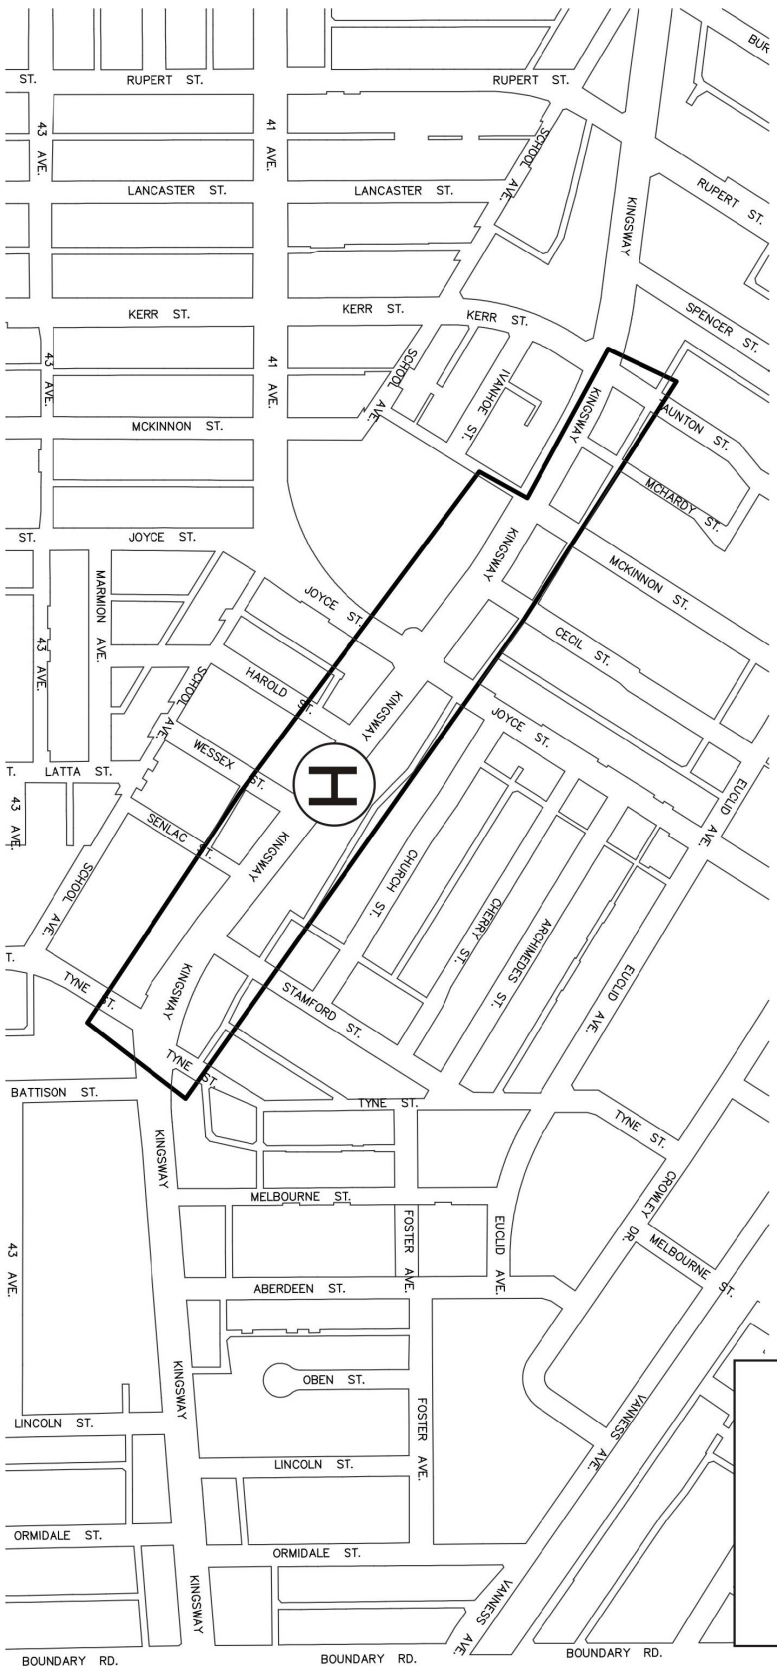 BUR
ST.
RUPERT ST.
RUPERT ST.
43 AVE.
41 AVE.
SCHOOL AVE.
LANCASTER ST.
LANCASTER ST.
RUPERT ST.
KINGSWAY
KERR ST.
KERR ST.
KERR ST.
SPENCER ST.
43 AVE.
41 AVE.
SCHOOL AVE.
IVANHOE ST.
KINGSWAY
TAUNTON ST.
MCKINNON ST.
MCHARDY ST.
ST.
JOYCE ST.
KINGSWAY
MCKINNON ST.
MARMION AVE.
JOYCE ST.
CECIL ST.
43 AVE.
SCHOOL AVE.
HAROLD ST.
KINGSWAY
JOYCE ST.
WESSEX ST.
T.
LATTA ST.
H
EUCLID AVE.
43 AVE.
SENLAC ST.
KINGSWAY
CHURCH ST.
SCHOOL AVE.
CHERRY ST.
ARCHIMEDES ST.
T.
TYNE ST.
KINGSWAY
STAMFORD ST.
EUCLID AVE.
TYNE ST.
BATTISON ST.
TYNE ST.
TYNE ST.
KINGSWAY
CROWLEY DR.
MELBOURNE ST.
FOSTER AVE.
EUCLID AVE.
MELBOURNE ST.
43 AVE.
ABERDEEN ST.
KINGSWAY
OBEN ST.
FOSTER AVE.
VANNESS AVE.
LINCOLN ST.
LINCOLN ST.
ORMIDALE ST.
ORMIDALE ST.
KINGSWAY
VANNESS AVE.
BOUNDARY RD.
BOUNDARY RD.
BOUNDARY RD.